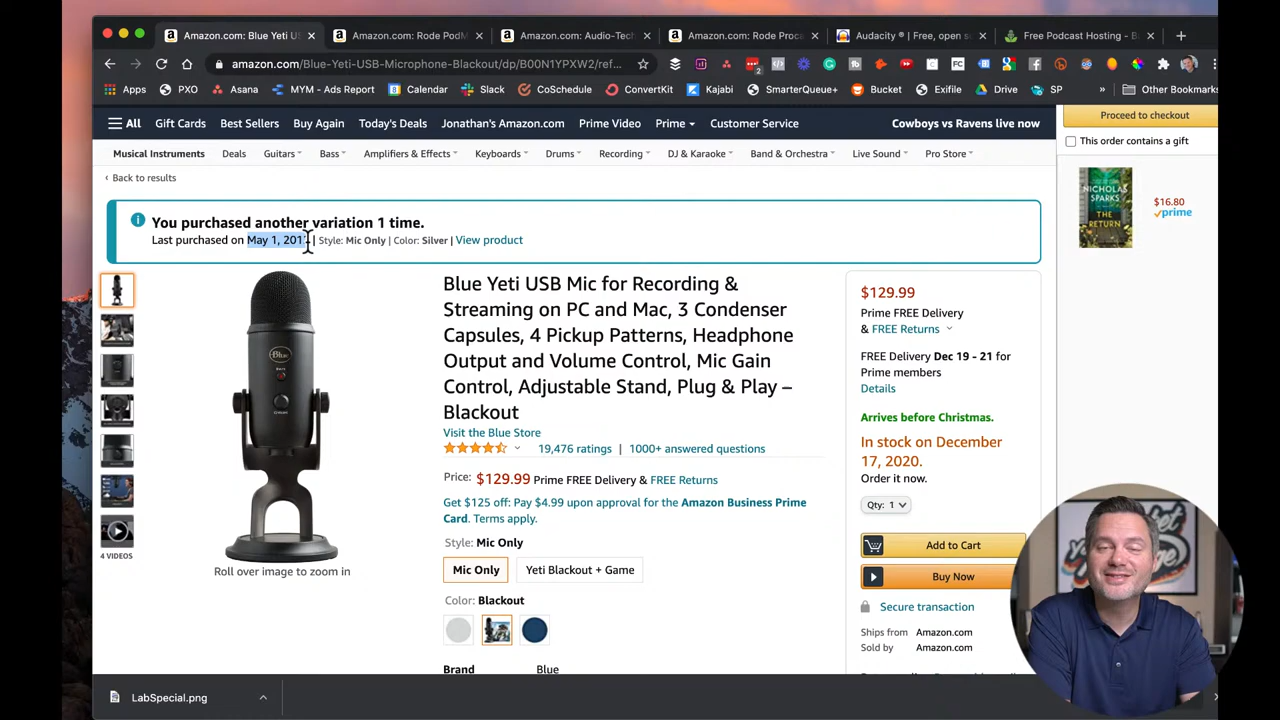 Amazon.com: Blue Yeti US
Amazon.com: Rode PodM
Amazon.com: Audio-Tech
Amazon.com: Rode Proca
Audacity ® | Free, open s
Free Podcast Hosting - B
amazon.com/Blue-Yeti-USB-Microphone-Blackout/dp/B00N1YPXW2/ref...
Apps
PXO
Asana
MYM - Ads Report
Calendar
Slack
CoSchedule
ConvertKit
Kajabi
SmarterQueue+
Bucket
Exifile
Drive
SP
»
Other Bookmarks
All
Gift Cards
Best Sellers
Buy Again
Today's Deals
Jonathan's Amazon.com
Prime Video
Prime
Customer Service
Cowboys vs Ravens live now
Proceed to checkout
This order contains a gift
Musical Instruments
Deals
Guitars
Bass
Amplifiers & Effects
Keyboards
Drums
Recording
DJ & Karaoke
Band & Orchestra
Live Sound
Pro Store
‹ Back to results
$16.80
prime
NICHOLAS
SPARKS
THE
RETURN
You purchased another variation 1 time.
Last purchased on May 1, 201 | Style: Mic Only | Color: Silver | View product
Blue Yeti USB Mic for Recording &
Streaming on PC and Mac, 3 Condenser
Capsules, 4 Pickup Patterns, Headphone
Output and Volume Control, Mic Gain
Control, Adjustable Stand, Plug & Play –
Blackout
Visit the Blue Store
19,476 ratings | 1000+ answered questions
Price: $129.99 Prime FREE Delivery & FREE Returns
Get $125 off: Pay $4.99 upon approval for the Amazon Business Prime
Card. Terms apply.
Style: Mic Only
Mic Only
Yeti Blackout + Game
Color: Blackout
Brand Blue
Blue
4 VIDEOS
Roll over image to zoom in
$129.99
Prime FREE Delivery
& FREE Returns
FREE Delivery Dec 19 - 21 for
Prime members
Details
Arrives before Christmas.
In stock on December
17, 2020.
Order it now.
Qty: 1
Add to Cart
Buy Now
Secure transaction
Ships from Amazon.com
Sold by Amazon.com
LabSpecial.png